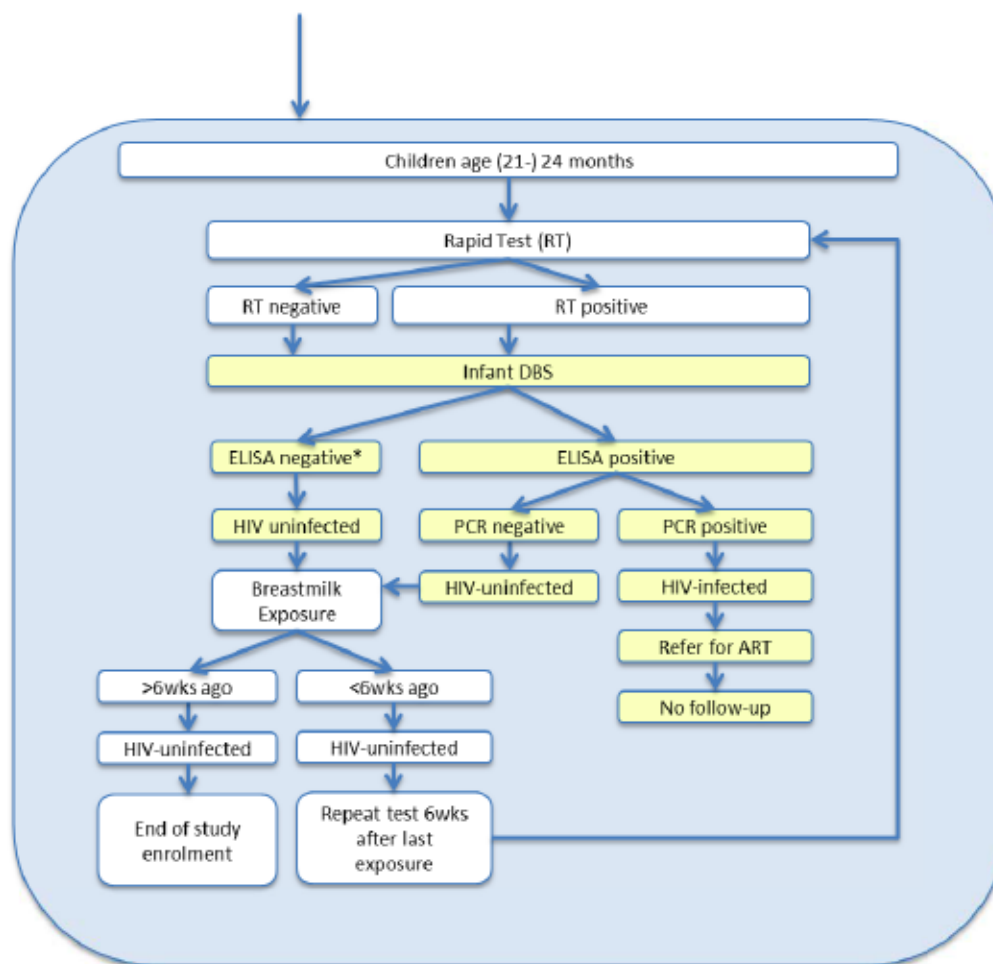 Children age (21-) 24 months
Rapid Test (RT)
RT negative
RT positive
Infant DBS
ELISA negative*
ELISA positive
HIV uninfected
PCR negative
PCR positive
Breastmilk
Exposure
HIV-uninfected
HIV-infected
Refer for ART
>6wks ago
<6wks ago
No follow-up
HIV-uninfected
HIV-uninfected
End of study
enrolment
Repeat test 6wks
after last
exposure